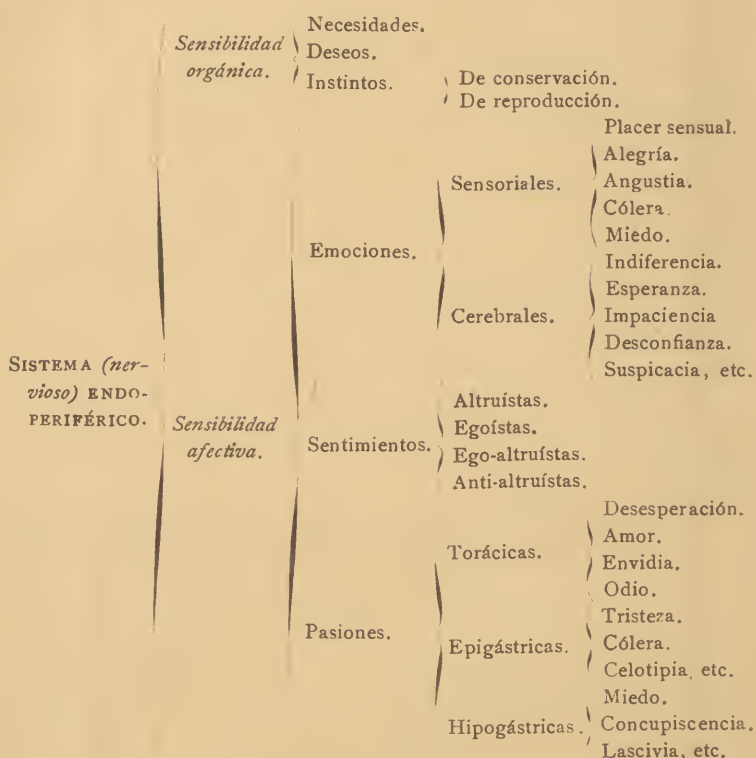 Sensibilidad
orgánica.
Necesidades.
Deseos.
Instintos.
De conservación.
De reproducción.
SISTEMA (ner-
vioso) ENDO-
PERIFÉRICO.
Sensibilidad
afectiva.
Emociones.
Sensoriales.
Placer sensual.
Alegría.
Angustia.
Cólera.
Miedo.
Cerebrales.
Indiferencia.
Esperanza.
Impaciencia
Desconfianza.
Suspicacia, etc.
Sentimientos.
Altruístas.
Egoístas.
Ego-altruístas.
Anti-altruístas.
Pasiones.
Torácicas.
Desesperación.
Amor.
Envidia.
Odio.
Epigástricas.
Tristeza.
Cólera.
Celotipia, etc.
Hipogástricas.
Miedo.
Concupiscencia.
Lascivia, etc.